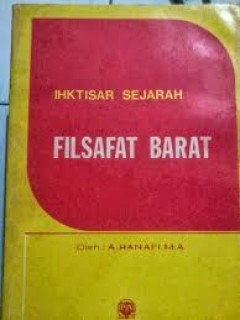 IHKTISAR SEJARAH
FILSAFAT BARAT
Oleh : A. HANAFI. M.A.